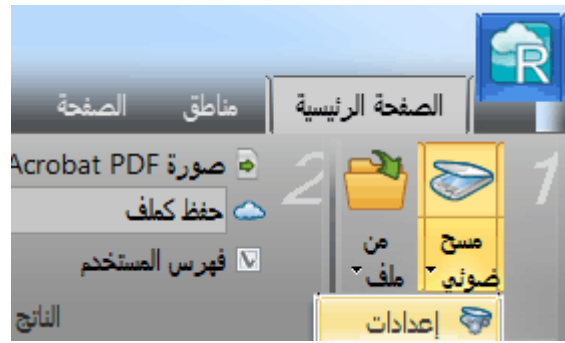 R
الصفحة الرئيسية
مناطق
الصفحة
1
مسح
ضوئي
من
ملف
إعدادات
2
صورة Acrobat PDF
حفظ كملف
فهرس المستخدم
الناتج